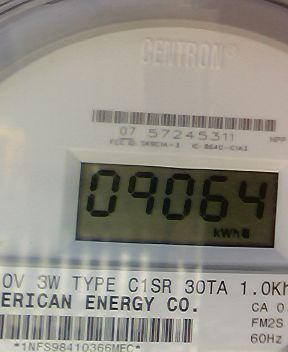 CENTRON®
07 57245311
09064
kWh
0V 3W TYPE C1SR 30TA 1.0Kh
ERICAN ENERGY CO.
CA 0
FM2S
60Hz
*1NFS98410366MEC*